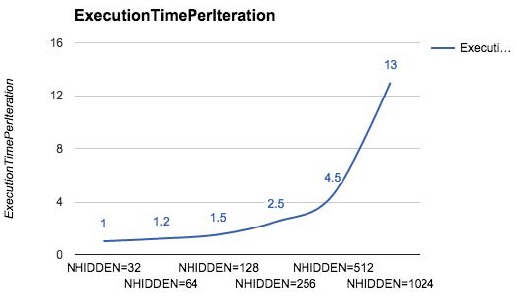 ExecutionTimePerIteration
16
Executi...
13
12
ExecutionTimePerIteration
8
4.5
4
2.5
1.5
1.2
1
0
NHIDDEN=32 NHIDDEN=128 NHIDDEN=512
NHIDDEN=64 NHIDDEN=256 NHIDDEN=1024